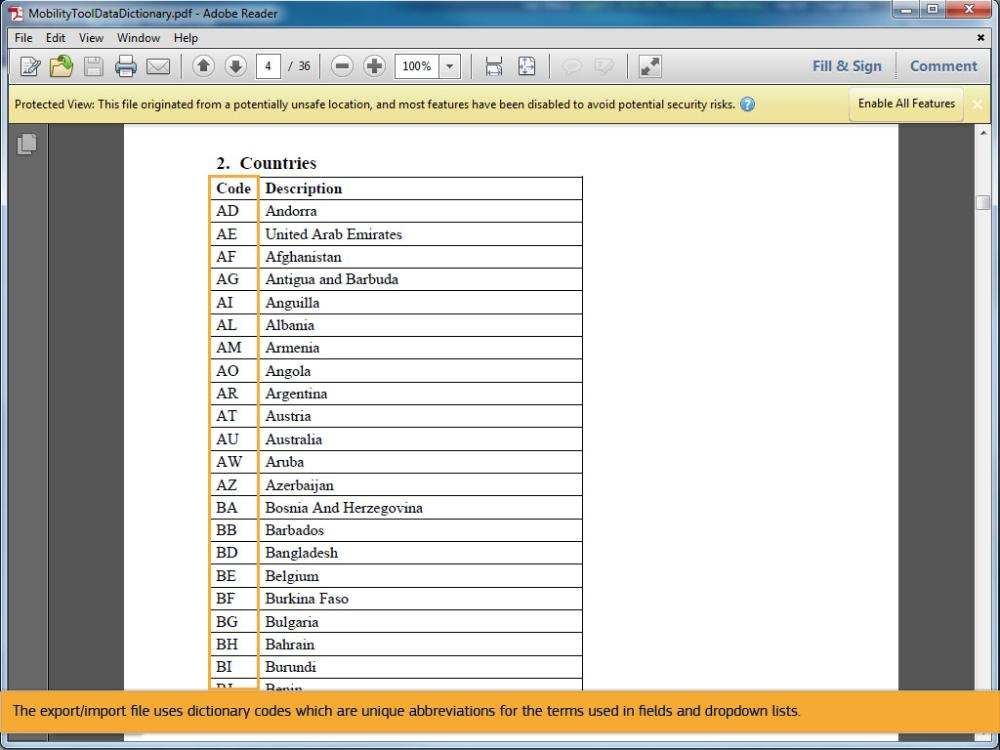 MobilityToolDataDictionary.pdf - Adobe Reader
File Edit View Window Help
4 / 36 100% Fill & Sign Comment
Protected View: This file originated from a potentially unsafe location, and most features have been disabled to avoid potential security risks. ? Enable All Features
2. Countries
Code Description
AD Andorra
AE United Arab Emirates
AF Afghanistan
AG Antigua and Barbuda
AI Anguilla
AL Albania
AM Armenia
AO Angola
AR Argentina
AT Austria
AU Australia
AW Aruba
AZ Azerbaijan
BA Bosnia And Herzegovina
BB Barbados
BD Bangladesh
BE Belgium
BF Burkina Faso
BG Bulgaria
BH Bahrain
BI Burundi
BJ Benin
The export/import file uses dictionary codes which are unique abbreviations for the terms used in fields and dropdown lists.